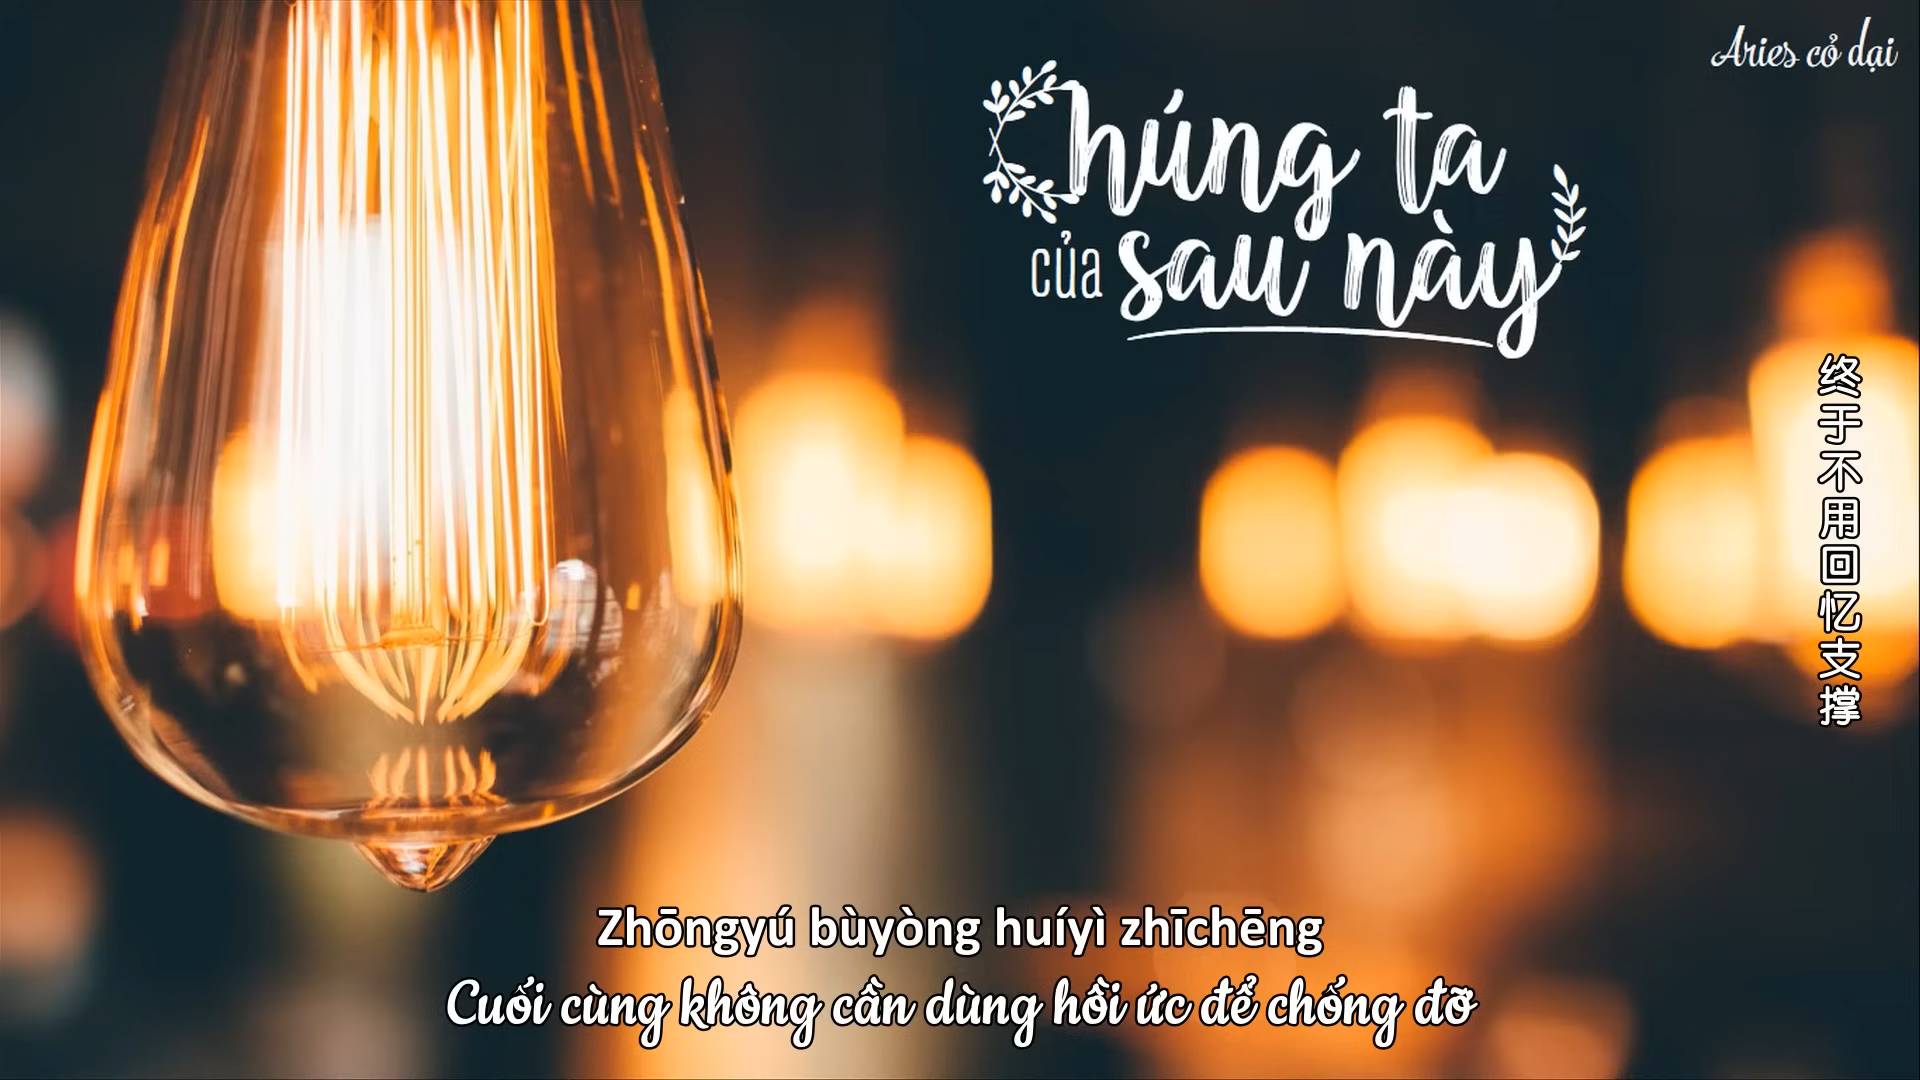 Aries cỏ dại
Chúng ta
của sau này
终于不用回忆支撑
Zhōngyú bùyòng huíyì zhīchēng
Cuối cùng không cần dùng hồi ức để chống đỡ